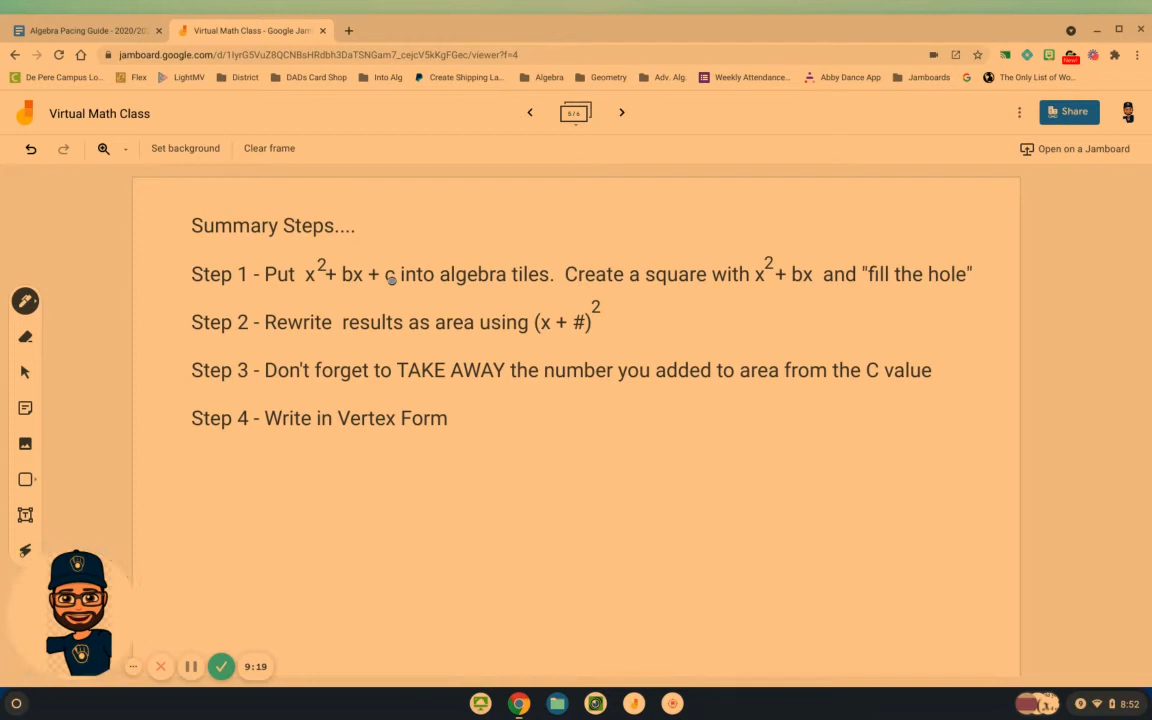 Algebra Pacing Guide - 2020/20
Virtual Math Class - Google Jam
jamboard.google.com/d/1IyrG5VuZ8QCNBsHRdbh3DaTSNGam7_cejcV5kKgFGec/viewer?f=4
New!
De Pere Campus Lo...
Flex
LightMV
District
DADs Card Shop
Into Alg
Create Shipping La...
Algebra
Geometry
Adv. Alg.
Weekly Attendance...
Abby Dance App
Jamboards
The Only List of Wo...
Virtual Math Class
5/6
Share
Set background
Clear frame
Open on a Jamboard
Summary Steps....
Step 1 - Put x²+ bx + c into algebra tiles. Create a square with x²+ bx and "fill the hole"
Step 2 - Rewrite results as area using (x + #)²
Step 3 - Don't forget to TAKE AWAY the number you added to area from the C value
Step 4 - Write in Vertex Form
9:19
8:52